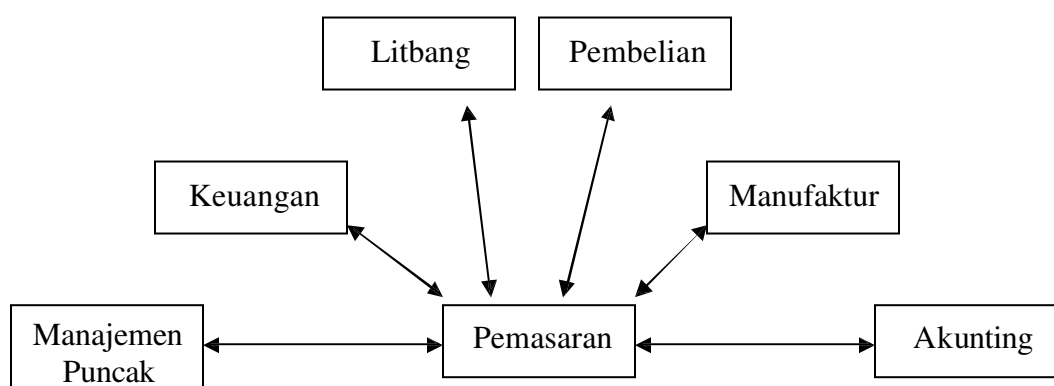 Litbang
Pembelian
Keuangan
Manufaktur
Manajemen
Puncak
Pemasaran
Akunting